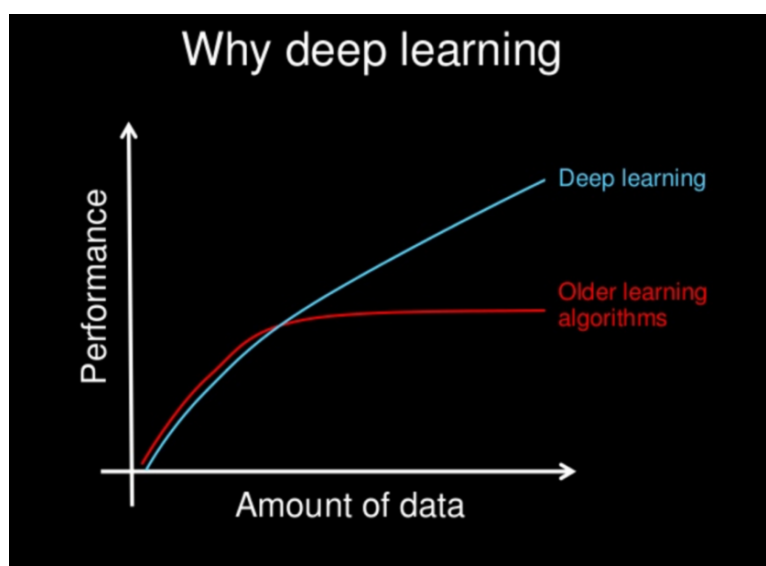 Why deep learning
Performance
Deep learning
Older learning
algorithms
Amount of data